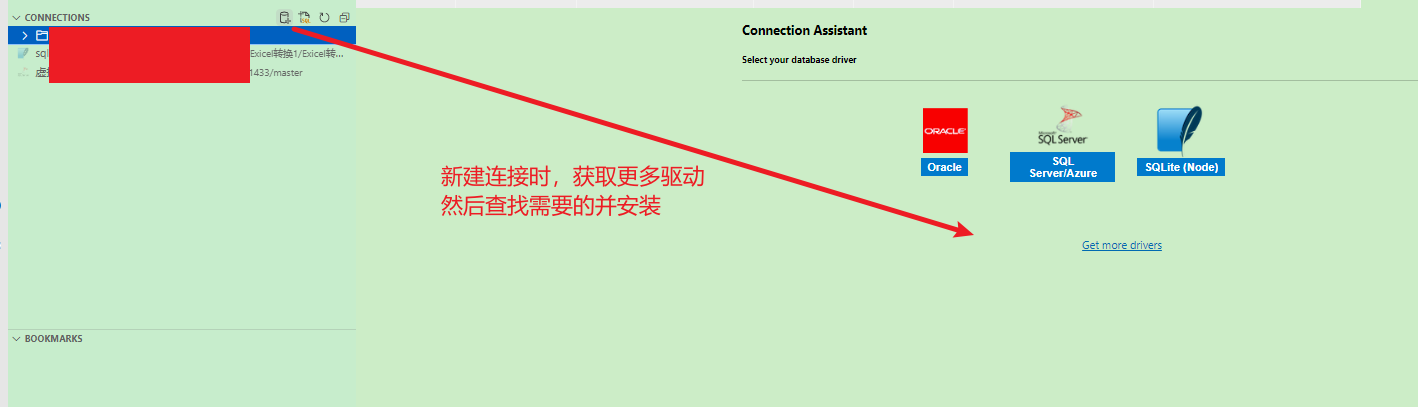 CONNECTIONS
sql
/Exicel转换1/Exicel转...
虚
1433/master
BOOKMARKS
Connection Assistant
Select your database driver
ORACLE
Oracle
Microsoft
SQL Server
SQL
Server/Azure
SQLite (Node)
Get more drivers
新建连接时，获取更多驱动
然后查找需要的并安装